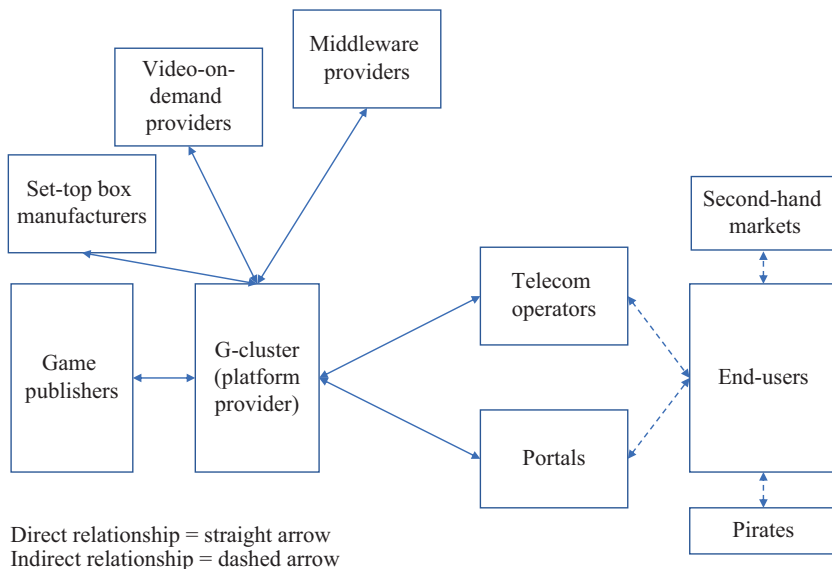 Middleware
providers
Video-on-
demand
providers
Set-top box
manufacturers
Second-hand
markets
Telecom
operators
Game
publishers
G-cluster
(platform
provider)
End-users
Portals
Pirates
Direct relationship = straight arrow
Indirect relationship = dashed arrow